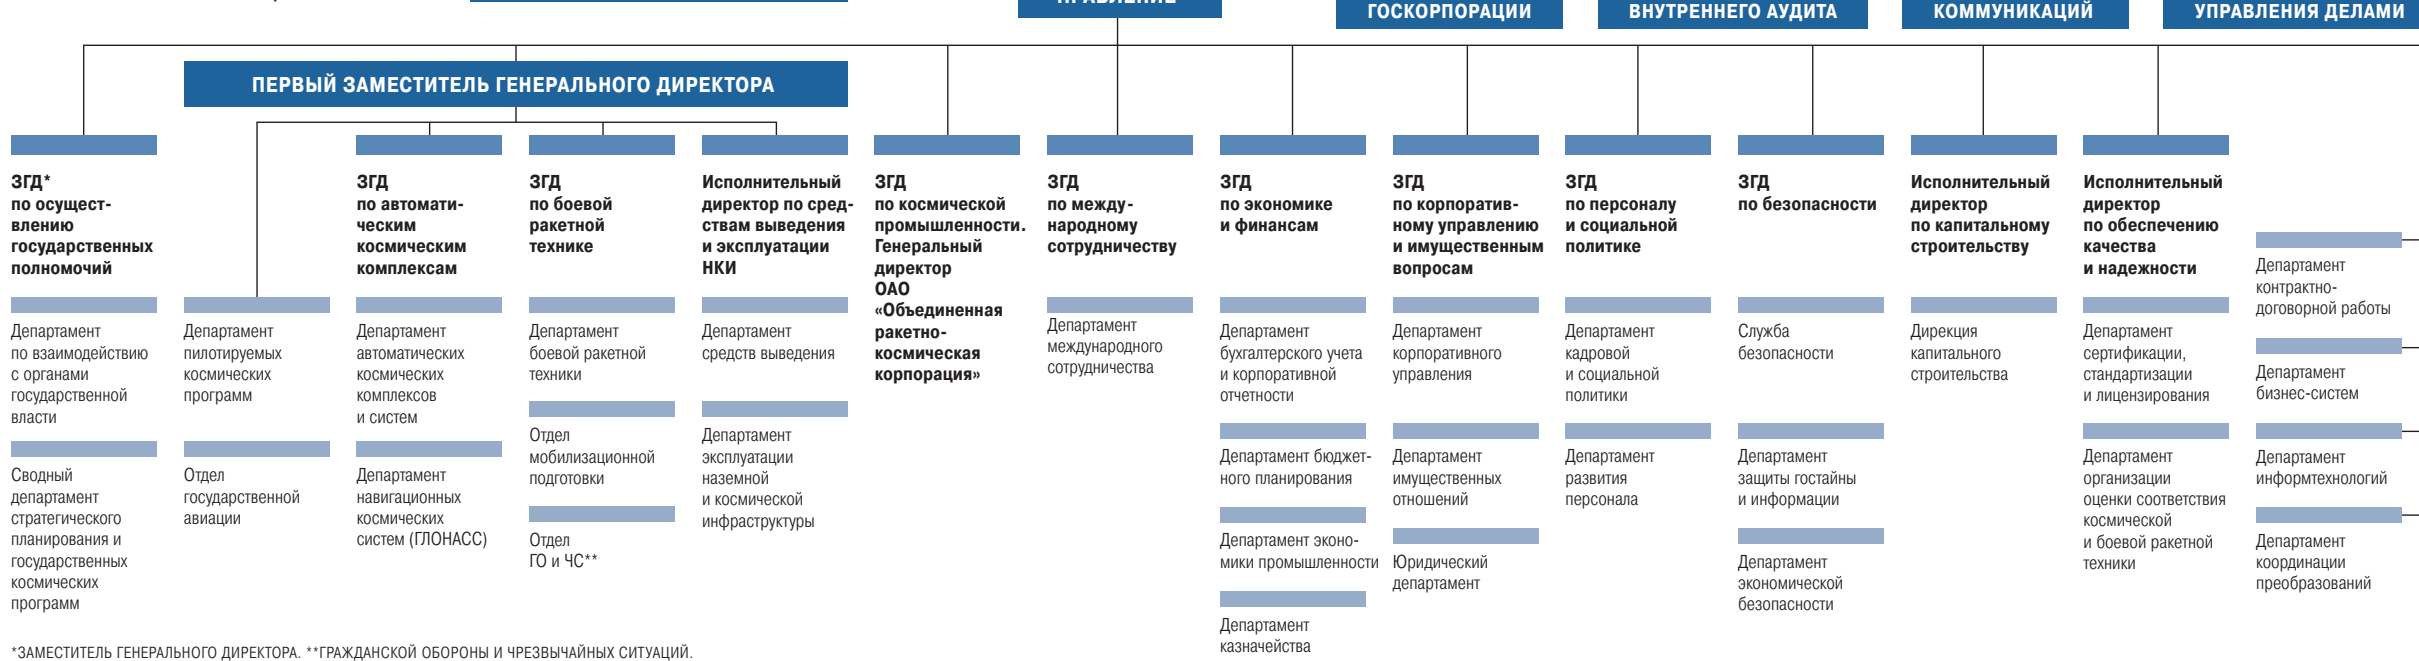 ГОСКОРПОРАЦИИ
ВНУТРЕННЕГО АУДИТА
КОММУНИКАЦИЙ
УПРАВЛЕНИЯ ДЕЛАМИ
ПЕРВЫЙ ЗАМЕСТИТЕЛЬ ГЕНЕРАЛЬНОГО ДИРЕКТОРА
ЗГД*
по осущест-
влению
государственных
полномочий
Департамент
по взаимодействию
с органами
государственной
власти
Сводный
департамент
стратегического
планирования и
государственных
космических
программ
Департамент
пилотируемых
космических
программ
Отдел
государственной
авиации
ЗГД
по автомати-
ческим
космическим
комплексам
Департамент
автоматических
космических
комплексов
и систем
Департамент
навигационных
космических
систем (ГЛОНАСС)
ЗГД
по боевой
ракетной
технике
Департамент
боевой ракетной
техники
Отдел
мобилизационной
подготовки
Отдел
ГО и ЧС**
Исполнительный
директор по сред-
ствам выведения
и эксплуатации
НКИ
Департамент
средств выведения
Департамент
эксплуатации
наземной
и космической
инфраструктуры
ЗГД
по космической
промышленности.
Генеральный
директор
ОАО
«Объединенная
ракетно-
космическая
корпорация»
ЗГД
по между-
народному
сотрудничеству
Департамент
международного
сотрудничества
ЗГД
по экономике
и финансам
Департамент
бухгалтерского учета
и корпоративной
отчетности
Департамент бюджет-
ного планирования
Департамент эконо-
мики промышленности
Департамент
казначейства
ЗГД
по корпоратив-
ному управлению
и имущественным
вопросам
Департамент
корпоративного
управления
Департамент
имущественных
отношений
Юридический
департамент
ЗГД
по персоналу
и социальной
политике
Департамент
кадровой
и социальной
политики
Департамент
развития
персонала
ЗГД
по безопасности
Служба
безопасности
Департамент
защиты гостайны
и информации
Департамент
экономической
безопасности
Исполнительный
директор
по капитальному
строительству
Дирекция
капитального
строительства
Исполнительный
директор
по обеспечению
качества
и надежности
Департамент
сертификации,
стандартизации
и лицензирования
Департамент
организации
оценки соответствия
космической
и боевой ракетной
техники
Департамент
контрактно-
договорной работы
Департамент
бизнес-систем
Департамент
информтехнологий
Департамент
координации
преобразований
*ЗАМЕСТИТЕЛЬ ГЕНЕРАЛЬНОГО ДИРЕКТОРА. **ГРАЖДАНСКОЙ ОБОРОНЫ И ЧРЕЗВЫЧАЙНЫХ СИТУАЦИЙ.